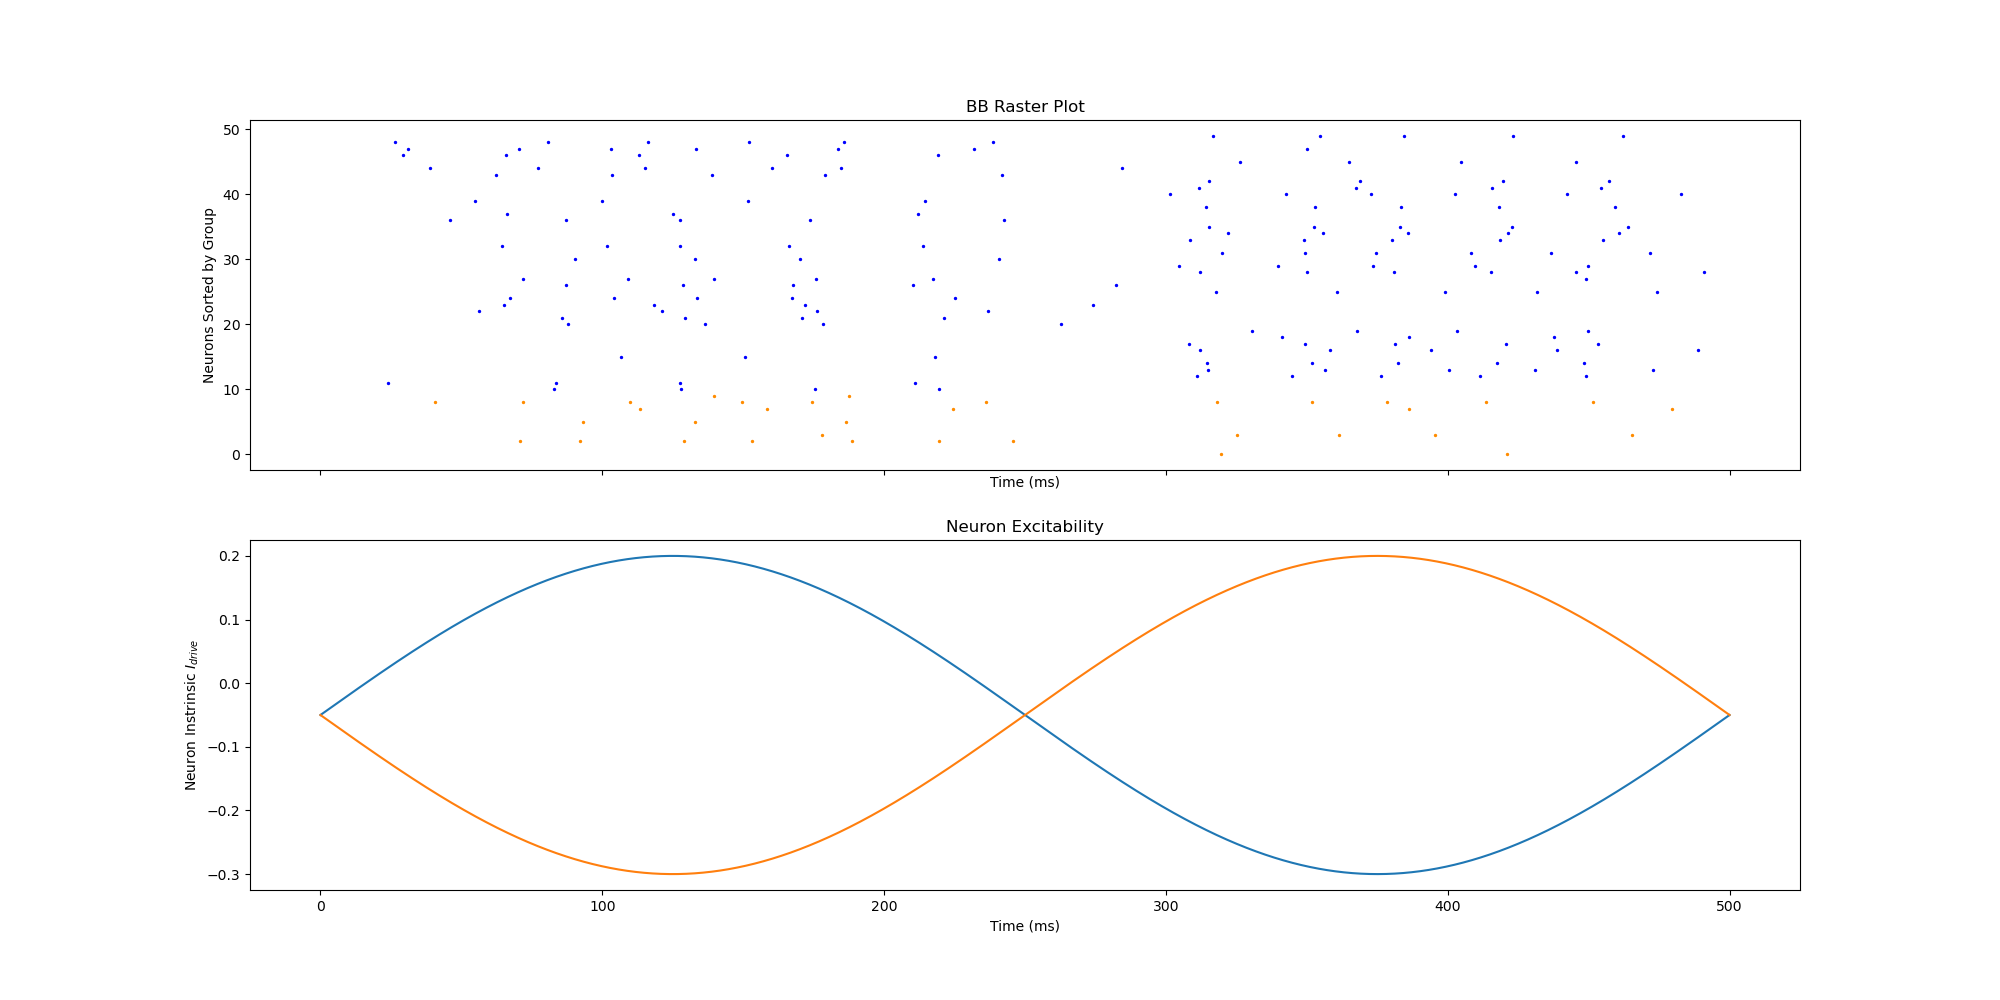 BB Raster Plot
50
40
30
20
10
0
Neurons Sorted by Group
Time (ms)
Neuron Excitability
0.2
0.1
0.0
−0.1
−0.2
−0.3
Neuron Instrinsic I_drive
0 100 200 300 400 500
Time (ms)